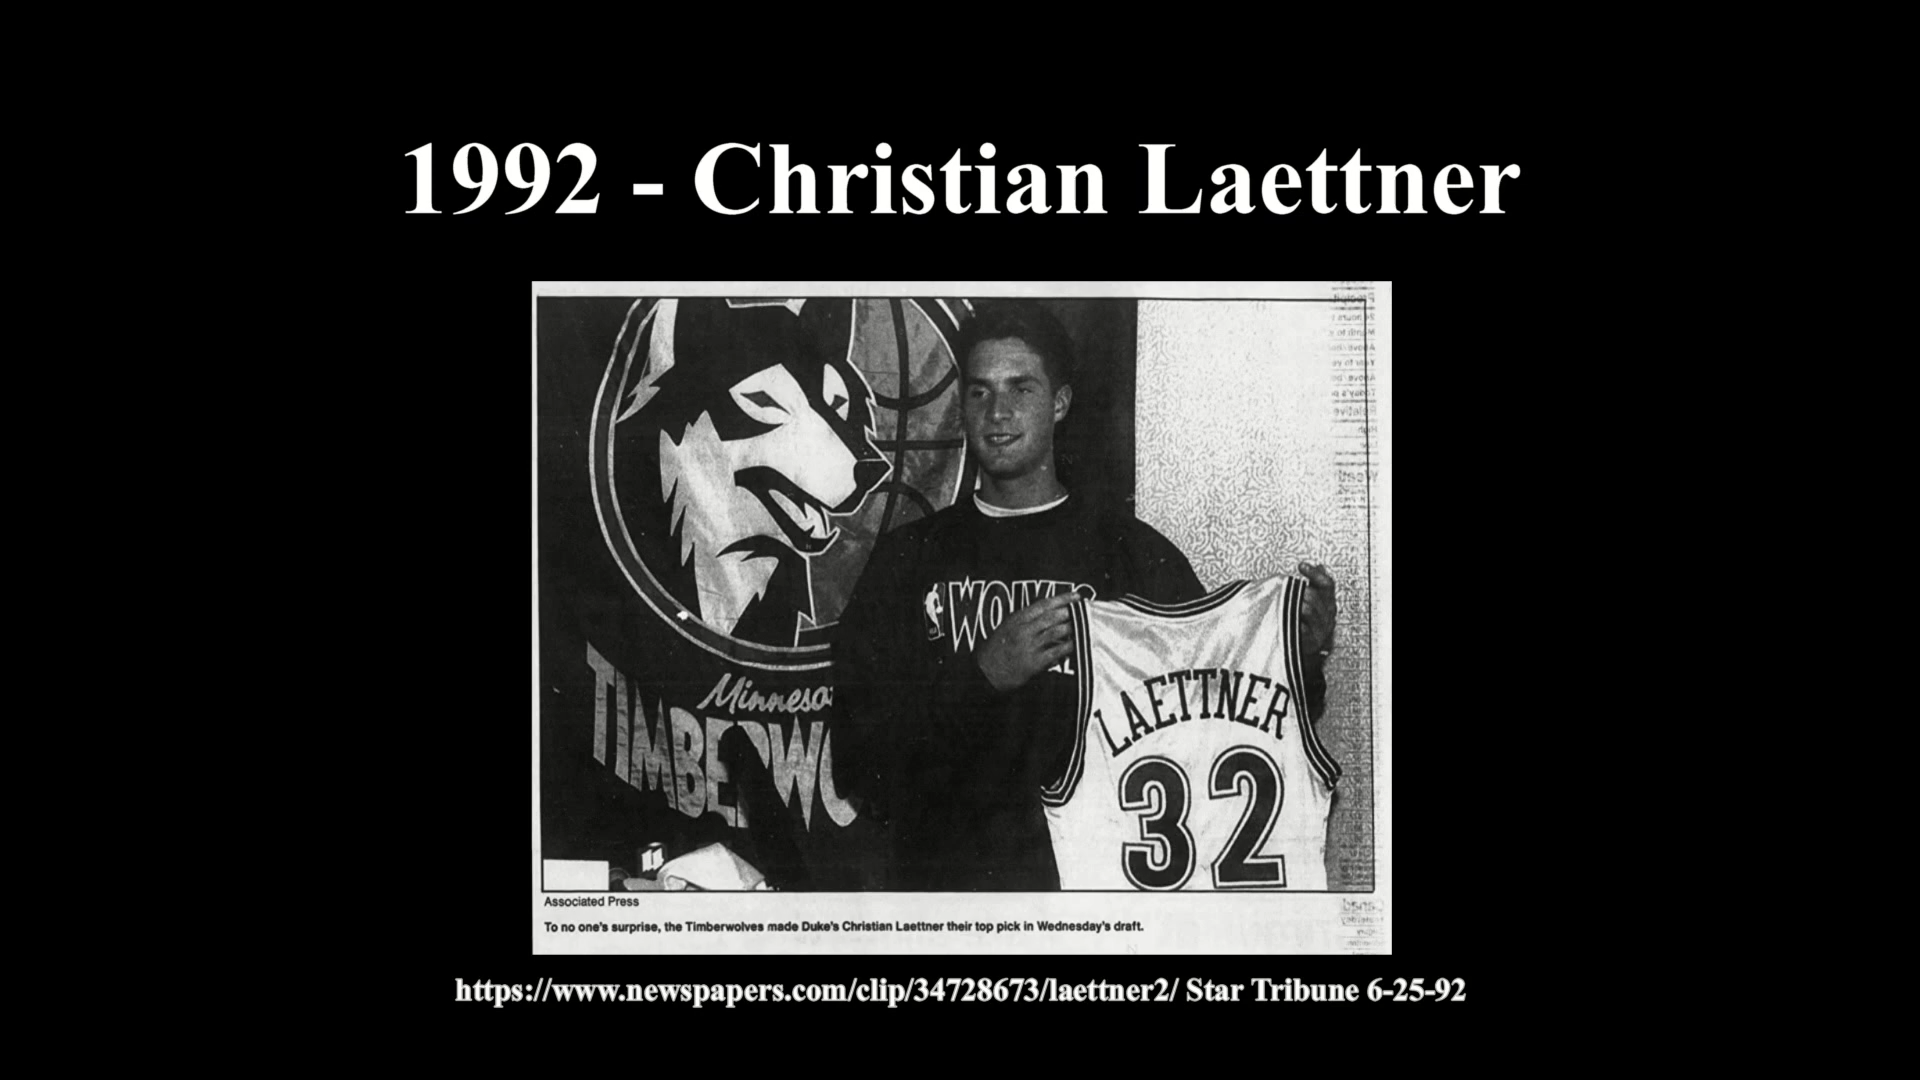 1992 - Christian Laettner
WOLVES
Minneso
TIMBERWO
LAETTNER
32
Associated Press
To no one's surprise, the Timberwolves made Duke's Christian Laettner their top pick in Wednesday's draft.
https://www.newspapers.com/clip/34728673/laettner2/ Star Tribune 6-25-92